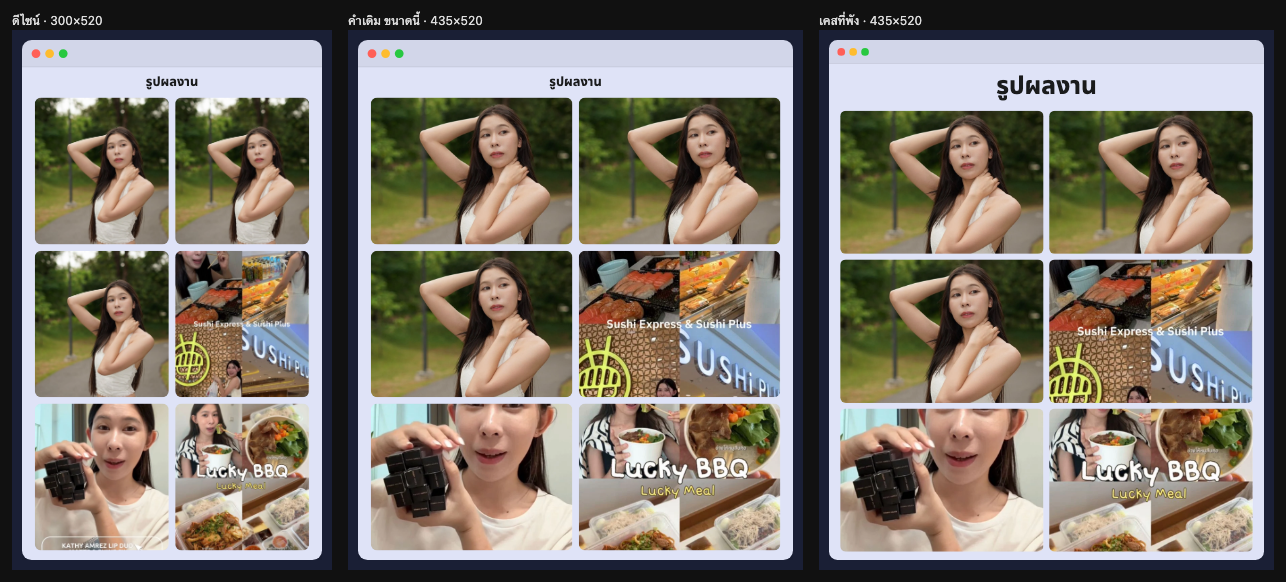 ดีไซน์ · 300×520
คำเดิม ขนาดนี้ · 435×520
เคสที่พัง · 435×520
รูปผลงาน
รูปผลงาน
รูปผลงาน
Sushi Express & Sushi Plus
SUSHi PLU
Sushi Express & Sushi Plus
SUSHi PLU
Sushi Express & Sushi Plus
SUSHi PLU
Lucky BBQ
Lucky Meal
KATHY AMREZ LIP DU
Lucky BBQ
Lucky Meal
Lucky BBQ
Lucky Meal